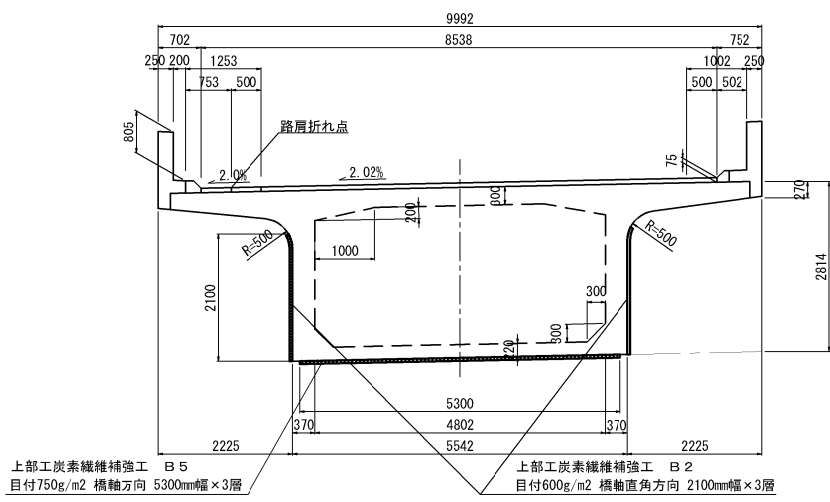 9992
702 8538 752
250 200 1253 1002 250
753 500 500 502
805
路肩折れ点
75
2.0%
2.02%
270
300
200
R=500
R=500
1000
2100
2814
300
300
220
5300
370 4802 370
2225 5542 2225
上部工炭素繊維補強工 B5
目付750g/m2 橋軸方向 5300mm幅×3層
上部工炭素繊維補強工 B2
目付600g/m2 橋軸直角方向 2100mm幅×3層